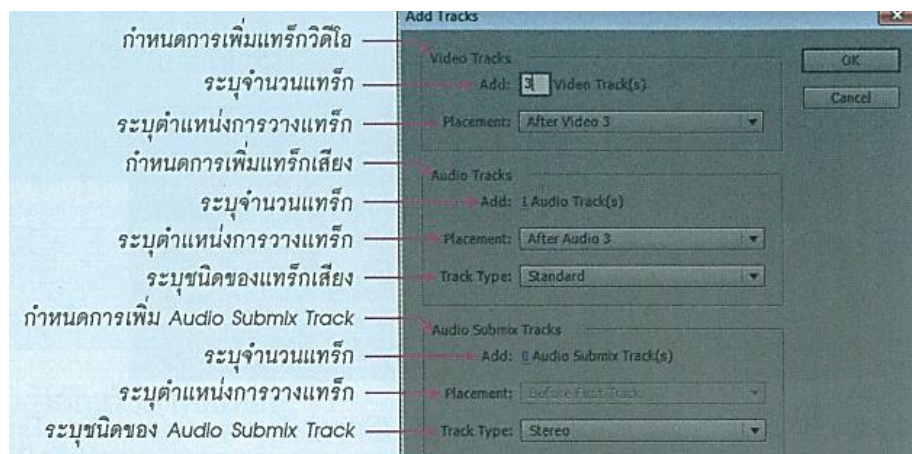 Add Tracks
กำหนดการเพิ่มแทร็กวิดีโอ
Video Tracks
OK
ระบุจำนวนแทร็ก
Add: 3 Video Track(s)
Cancel
ระบุตำแหน่งการวางแทร็ก
Placement: After Video 3
กำหนดการเพิ่มแทร็กเสียง
Audio Tracks
ระบุจำนวนแทร็ก
Add: 1 Audio Track(s)
ระบุตำแหน่งการวางแทร็ก
Placement: After Audio 3
ระบุชนิดของแทร็กเสียง
Track Type: Standard
กำหนดการเพิ่ม Audio Submix Track
Audio Submix Tracks
ระบุจำนวนแทร็ก
Add: 0 Audio Submix Track(s)
ระบุตำแหน่งการวางแทร็ก
Placement: Before First Track
ระบุชนิดของ Audio Submix Track
Track Type: Stereo